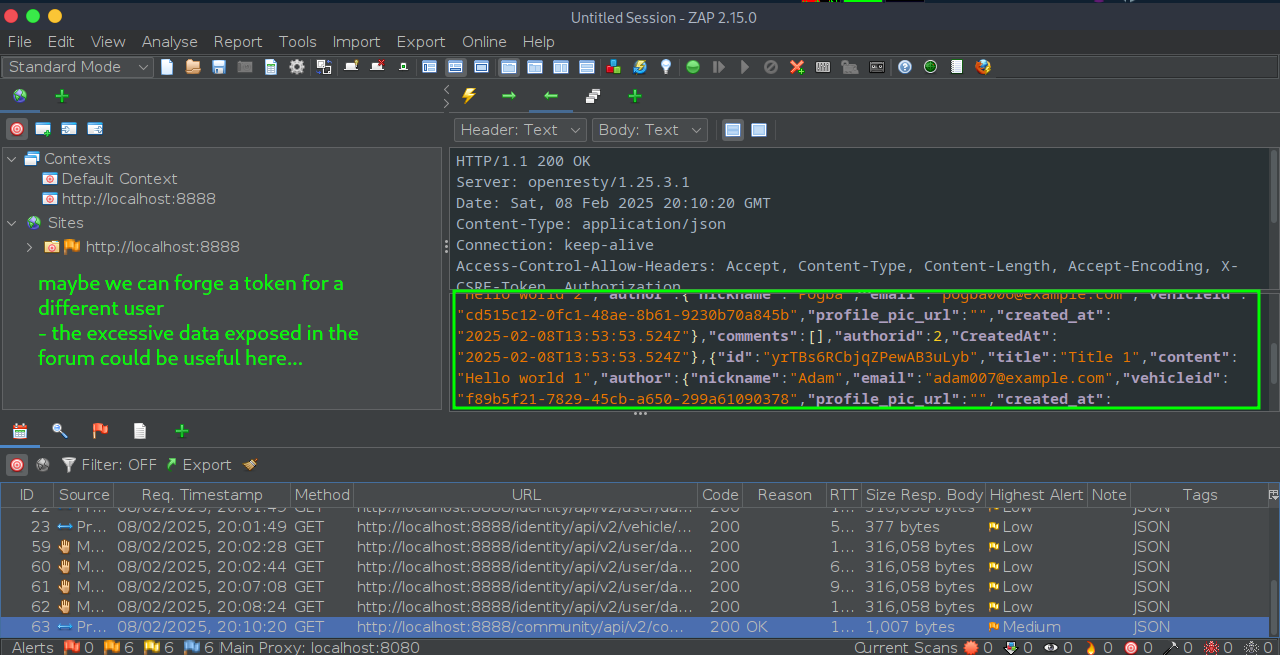 Untitled Session - ZAP 2.15.0
File Edit View Analyse Report Tools Import Export Online Help
Standard Mode
Header: Text Body: Text
Contexts
Default Context
http://localhost:8888
Sites
http://localhost:8888
maybe we can forge a token for a
different user
- the excessive data exposed in the
forum could be useful here...
HTTP/1.1 200 OK
Server: openresty/1.25.3.1
Date: Sat, 08 Feb 2025 20:10:20 GMT
Content-Type: application/json
Connection: keep-alive
Access-Control-Allow-Headers: Accept, Content-Type, Content-Length, Accept-Encoding, X-
CSRF-Token, Authorization
"Hello world 2","author":{"nickname":"Pogba","email":"pogba006@example.com","vehicleid":
"cd515c12-0fc1-48ae-8b61-9230b70a845b","profile_pic_url":"","created_at":
"2025-02-08T13:53:53.524Z"},"comments":[],"authorid":2,"CreatedAt":
"2025-02-08T13:53:53.524Z"},{"id":"yrTBs6RCbjqZPewAB3uLyb","title":"Title 1","content":
"Hello world 1","author":{"nickname":"Adam","email":"adam007@example.com","vehicleid":
"f89b5f21-7829-45cb-a650-299a61090378","profile_pic_url":"","created_at":
Filter: OFF Export
ID Source Req. Timestamp Method URL Code Reason RTT Size Resp. Body Highest Alert Note Tags
22 Pr... 08/02/2025, 20:01:49 GET http://localhost:8888/identity/api/v2/user/da... 200 1... 316,058 bytes Low JSON
23 Pr... 08/02/2025, 20:01:49 GET http://localhost:8888/identity/api/v2/vehicle/... 200 5... 377 bytes Low JSON
59 M... 08/02/2025, 20:02:28 GET http://localhost:8888/identity/api/v2/user/da... 200 1... 316,058 bytes Low JSON
60 M... 08/02/2025, 20:02:44 GET http://localhost:8888/identity/api/v2/user/da... 200 6... 316,058 bytes Low JSON
61 M... 08/02/2025, 20:07:08 GET http://localhost:8888/identity/api/v2/user/da... 200 9... 316,058 bytes Low JSON
62 M... 08/02/2025, 20:08:24 GET http://localhost:8888/identity/api/v2/user/da... 200 1... 316,058 bytes Low JSON
63 Pr... 08/02/2025, 20:10:20 GET http://localhost:8888/community/api/v2/co... 200 OK 1... 1,007 bytes Medium JSON
Alerts 0 6 6 6 Main Proxy: localhost:8080 Current Scans 0 0 0 0 0 0 0 0